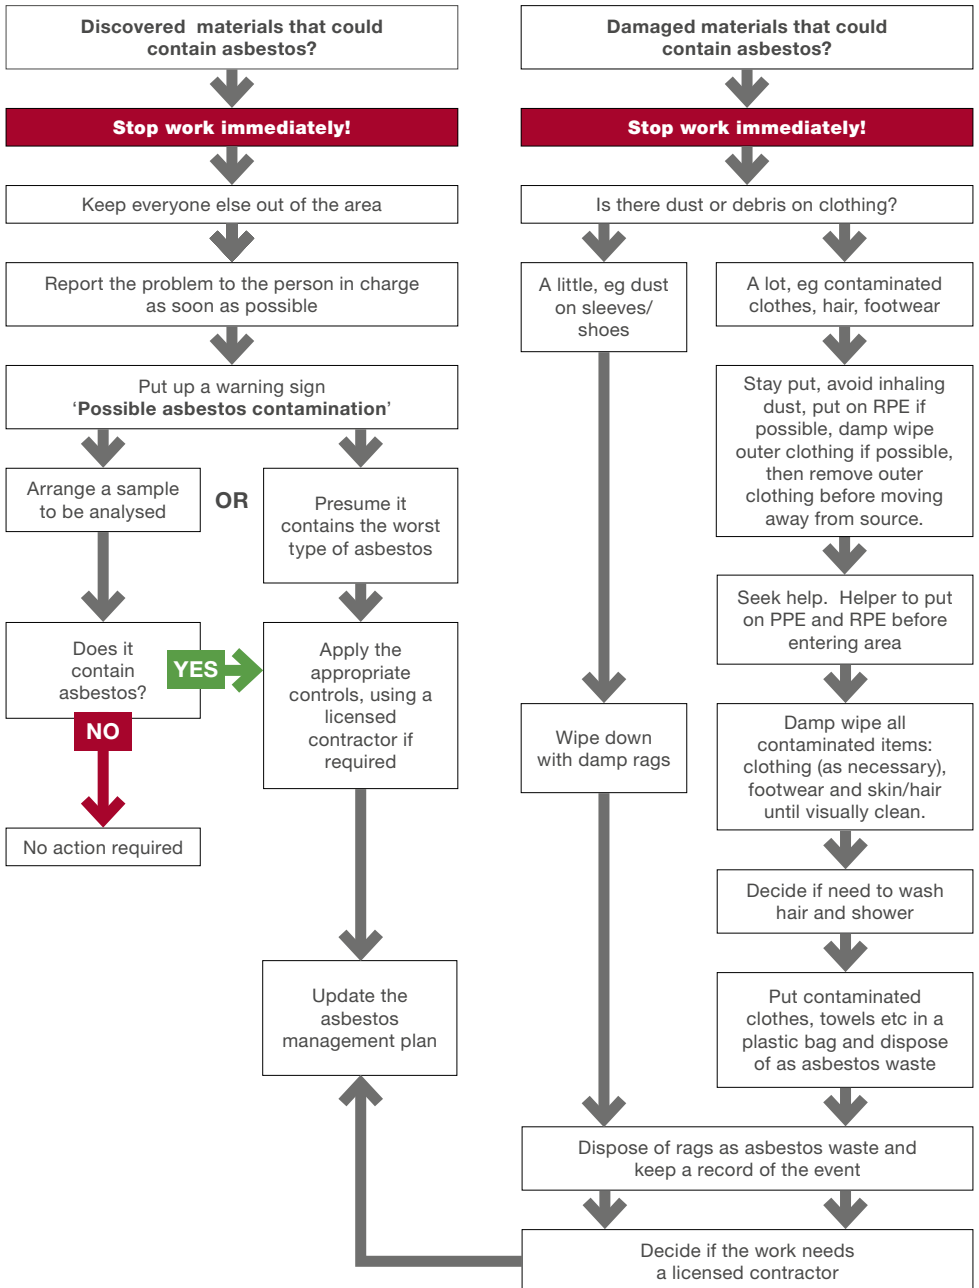 Discovered materials that could
contain asbestos?
Stop work immediately!
Keep everyone else out of the area
Report the problem to the person in charge
as soon as possible
Put up a warning sign
‘Possible asbestos contamination’
Arrange a sample
to be analysed
OR
Presume it
contains the worst
type of asbestos
Does it
contain
asbestos?
YES
NO
No action required
Apply the
appropriate
controls, using a
licensed
contractor if
required
Update the
asbestos
management plan
Damaged materials that could
contain asbestos?
Stop work immediately!
Is there dust or debris on clothing?
A little, eg dust
on sleeves/
shoes
Wipe down
with damp rags
A lot, eg contaminated
clothes, hair, footwear
Stay put, avoid inhaling
dust, put on RPE if
possible, damp wipe
outer clothing if possible,
then remove outer
clothing before moving
away from source.
Seek help.  Helper to put
on PPE and RPE before
entering area
Damp wipe all
contaminated items:
clothing (as necessary),
footwear and skin/hair
until visually clean.
Decide if need to wash
hair and shower
Put contaminated
clothes, towels etc in a
plastic bag and dispose
of as asbestos waste
Dispose of rags as asbestos waste and
keep a record of the event
Decide if the work needs
a licensed contractor